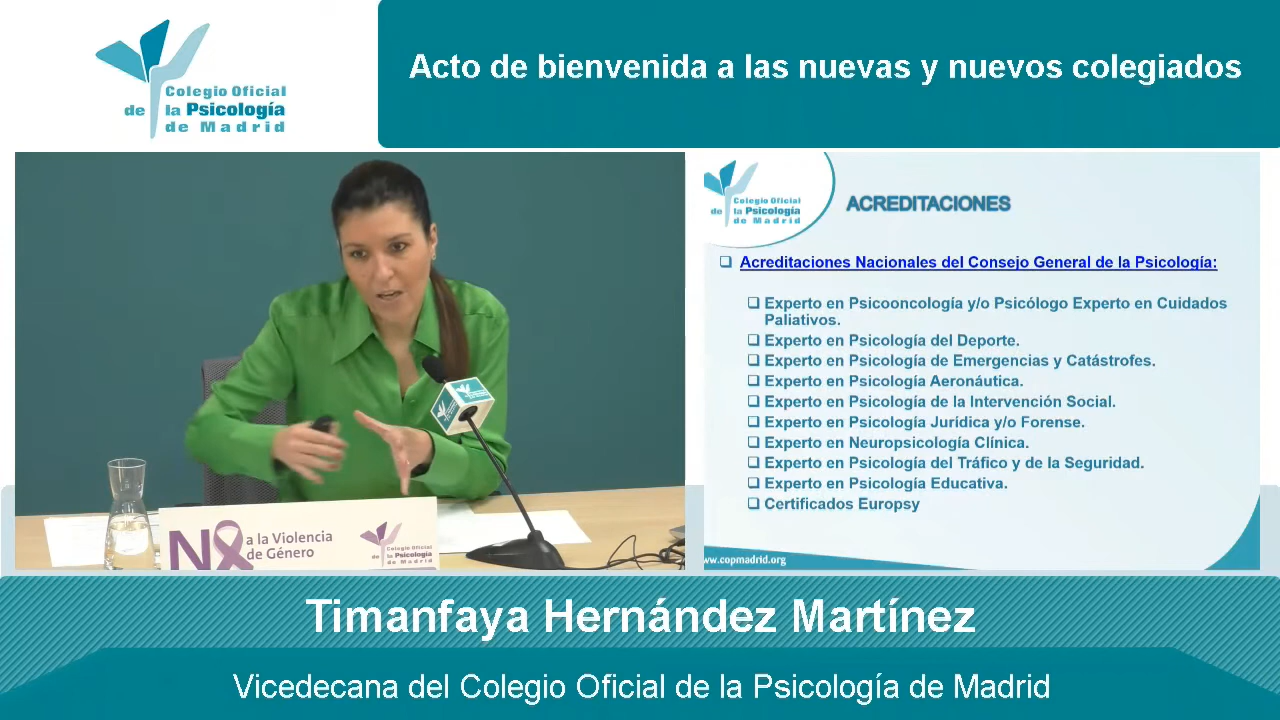 Colegio Oficial
de la Psicología
de Madrid
Acto de bienvenida a las nuevas y nuevos colegiados
NO a la Violencia
de Género
Colegio Oficial
de la Psicología
de Madrid
Colegio Oficial
de la Psicología
de Madrid
ACREDITACIONES
Acreditaciones Nacionales del Consejo General de la Psicología:
Experto en Psicooncología y/o Psicólogo Experto en Cuidados
Paliativos.
Experto en Psicología del Deporte.
Experto en Psicología de Emergencias y Catástrofes.
Experto en Psicología Aeronáutica.
Experto en Psicología de la Intervención Social.
Experto en Psicología Jurídica y/o Forense.
Experto en Neuropsicología Clínica.
Experto en Psicología del Tráfico y de la Seguridad.
Experto en Psicología Educativa.
Certificados Europsy
ww.copmadrid.org
Timanfaya Hernández Martínez
Vicedecana del Colegio Oficial de la Psicología de Madrid